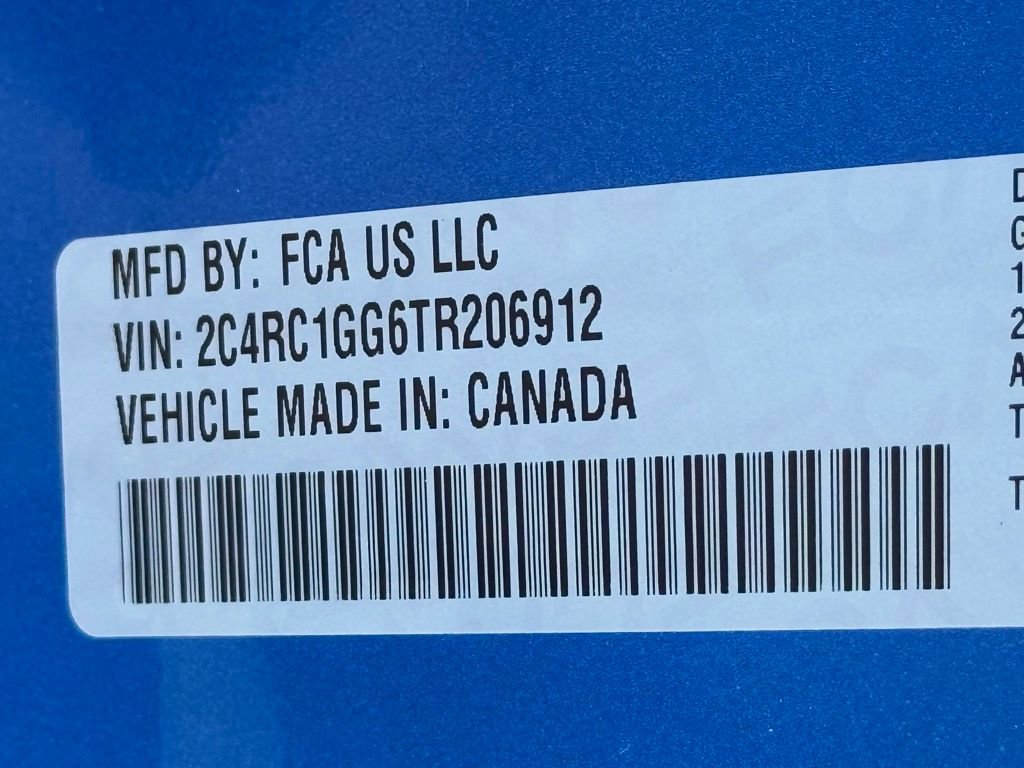 MFD BY: FCA US LLC
VIN: 2C4RC1GG6TR206912
VEHICLE MADE IN: CANADA